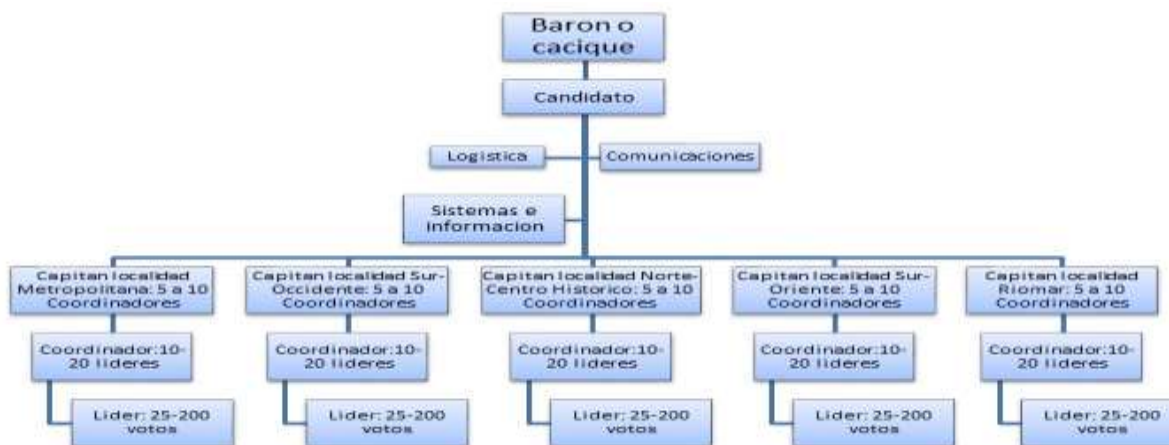 Baron o
cacique
Candidato
Logistica
Comunicaciones
Sistemas e
informacion
Capitan localidad
Metropolitana: 5 a 10
Coordinadores
Capitan localidad Sur-
Occidente: 5 a 10
Coordinadores
Capitan localidad Norte-
Centro Historico: 5 a 10
Coordinadores
Capitan localidad Sur-
Oriente: 5 a 10
Coordinadores
Capitan localidad
Riomar: 5 a 10
Coordinadores
Coordinador:10-
20 lideres
Coordinador:10-
20 lideres
Coordinador:10-
20 lideres
Coordinador:10-
20 lideres
Coordinador:10-
20 lideres
Lider: 25-200
votos
Lider: 25-200
votos
Lider: 25-200
votos
Lider: 25-200
votos
Lider: 25-200
votos